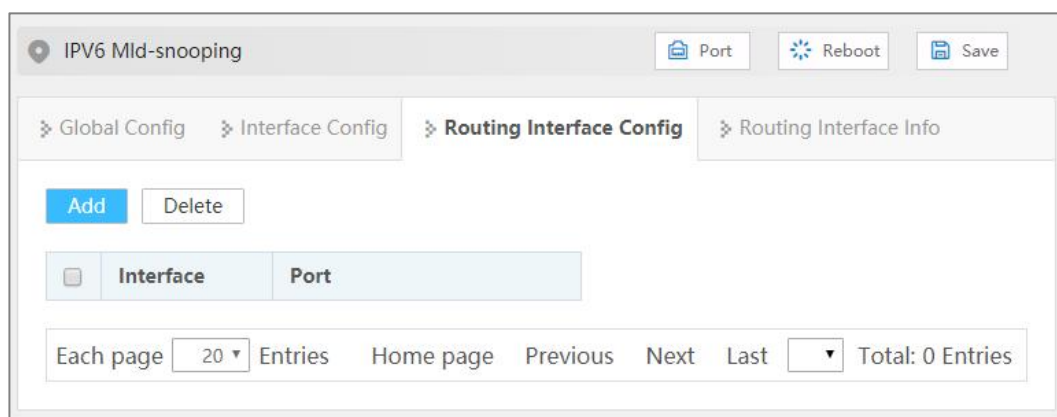 IPV6 Mld-snooping Port Reboot Save
Global Config Interface Config Routing Interface Config Routing Interface Info
Add Delete
Interface Port
Each page 20 Entries Home page Previous Next Last Total: 0 Entries